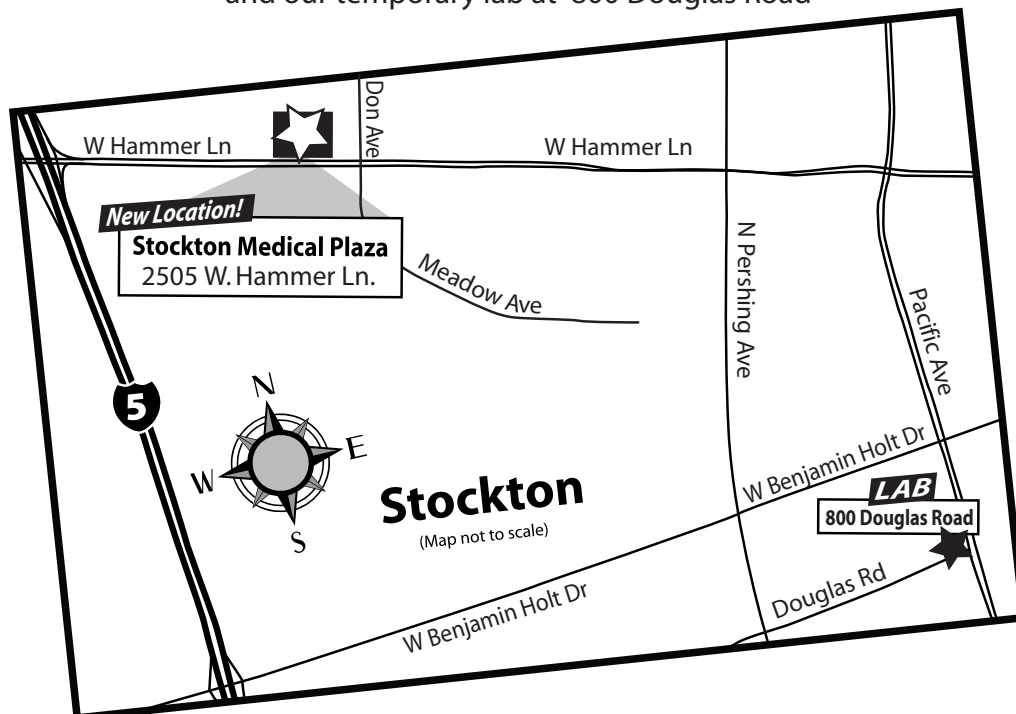 and our temporary lab at 800 Douglas Road
Don Ave
W Hammer Ln
W Hammer Ln
New Location!
Stockton Medical Plaza
2505 W. Hammer Ln.
Meadow Ave
N Pershing Ave
Pacific Ave
5
N
E
W
S
Stockton
(Map not to scale)
W Benjamin Holt Dr
LAB
800 Douglas Road
Douglas Rd
W Benjamin Holt Dr